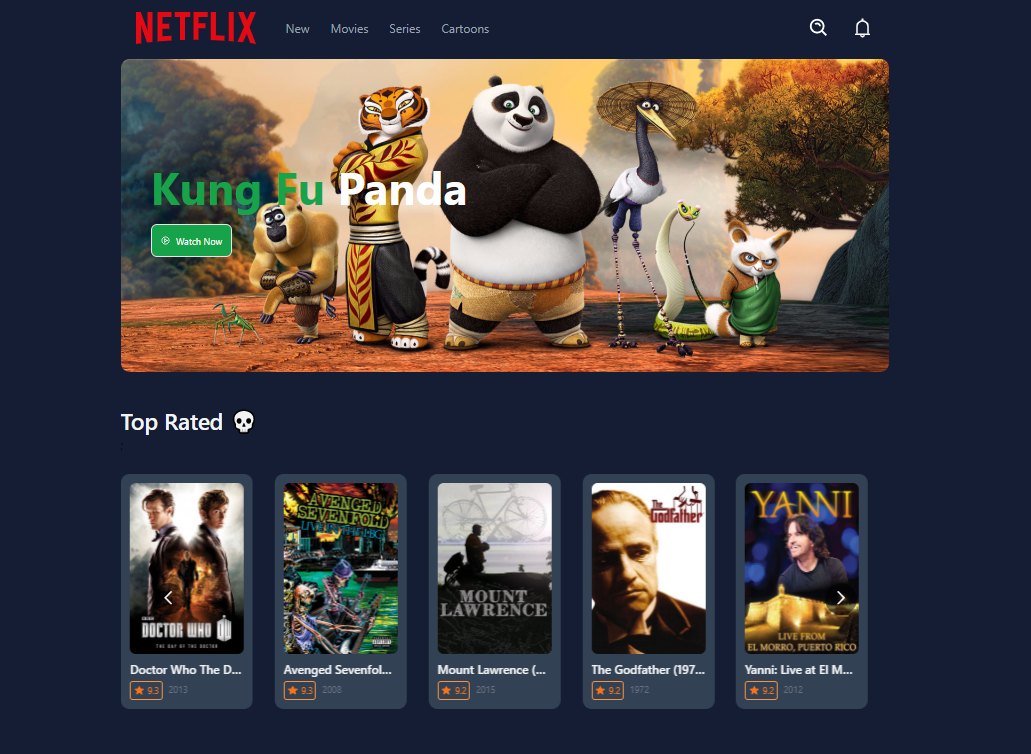 NETFLIX New Movies Series Cartoons
Kung Fu Panda
Watch Now
Top Rated 💀
BBC
DOCTOR WHO DW
THE DAY OF THE DOCTOR
AVENGED
SEVENFOLD
LIVE IN THE LBC
MOUNT
LAWRENCE
The
Godfather
YANNI
LIVE FROM
EL MORRO, PUERTO RICO
Doctor Who The D... Avenged Sevenfol... Mount Lawrence (... The Godfather (197... Yanni: Live at El M...
9.3 2013 9.3 2008 9.2 2015 9.2 1972 9.2 2012